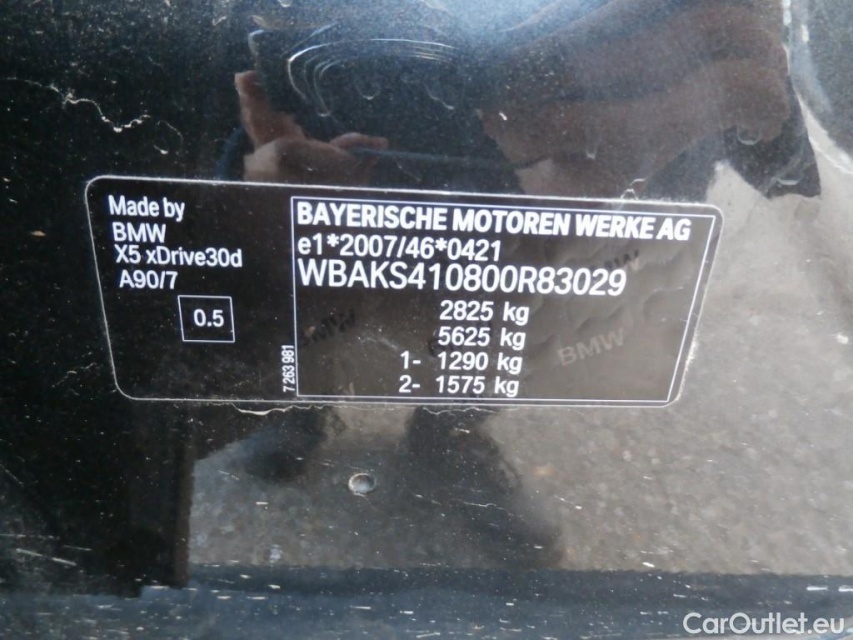 Made by
BMW
X5 xDrive30d
A90/7
0.5
7 263 981
BAYERISCHE MOTOREN WERKE AG
e1*2007/46*0421
WBAKS410800R83029
2825 kg
5625 kg
1- 1290 kg
2- 1575 kg
BMW
CarOutlet.eu